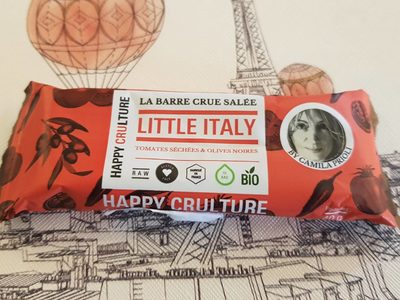 LA BARRE CRUE SALÉE
HAPPY CRULTURE
LITTLE ITALY
TOMATES SÉCHÉES & OLIVES NOIRES
RAW
BIO
BY CAMILA PRIOLI
HAPPY CRULTURE